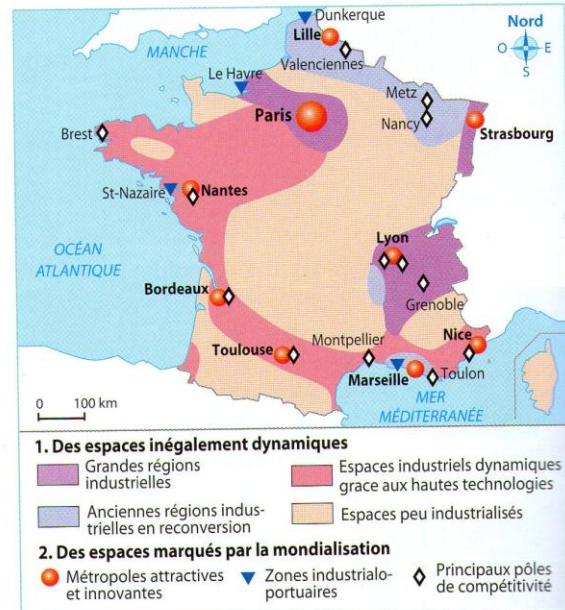 Dunkerque
Nord
MANCHE
Lille
O E
S
Valenciennes
Le Havre
Metz
Paris
Nancy
Strasbourg
Brest
St-Nazaire
Nantes
Lyon
OCÉAN
ATLANTIQUE
Bordeaux
Grenoble
Montpellier
Nice
Toulouse
Toulon
Marseille
MER
MÉDITERRANÉE
0 100 km
1. Des espaces inégalement dynamiques
Grandes régions
industrielles
Espaces industriels dynamiques
grace aux hautes technologies
Anciennes régions indus-
trielles en reconversion
Espaces peu industrialisés
2. Des espaces marqués par la mondialisation
Métropoles attractives
et innovantes
Zones industrialo-
portuaires
Principaux pôles
de compétitivité